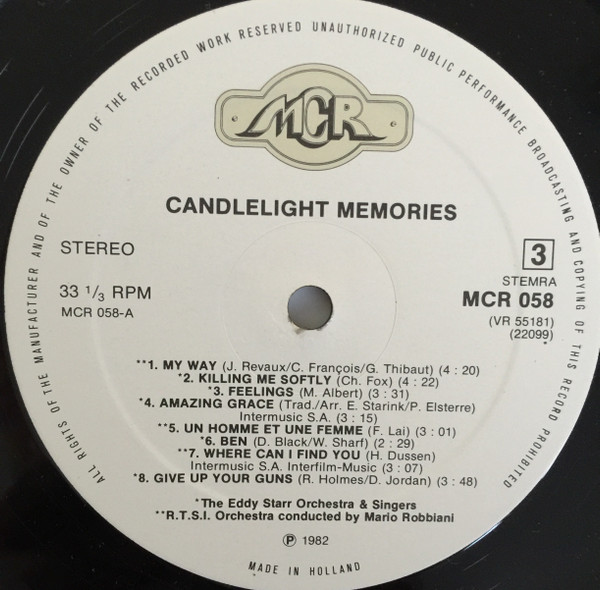 ALL RIGHTS OF THE MANUFACTURER AND OF THE OWNER OF THE RECORDED WORK RESERVED UNAUTHORIZED PUBLIC PERFORMANCE BROADCASTING AND COPYING OF THIS RECORD PROHIBITED
MCR
CANDLELIGHT MEMORIES
STEREO
3
STEMRA
33 1/3 RPM
MCR 058
MCR 058-A
(VR 55181)
(22099)
**1. MY WAY (J. Revaux/C. François/G. Thibaut) (4 : 20)
*2. KILLING ME SOFTLY (Ch. Fox) (4 : 22)
*3. FEELINGS (M. Albert) (3 : 31)
*4. AMAZING GRACE (Trad./Arr. E. Starink/P. Elsterre)
Intermusic S.A. (3 : 15)
**5. UN HOMME ET UNE FEMME (F. Lai) (3 : 01)
*6. BEN (D. Black/W. Sharf) (2 : 29)
**7. WHERE CAN I FIND YOU (H. Dussen)
Intermusic S.A. Interfilm-Music (3 : 07)
*8. GIVE UP YOUR GUNS (R. Holmes/D. Jordan) (3 : 48)
*The Eddy Starr Orchestra & Singers
**R.T.S.I. Orchestra conducted by Mario Robbiani
℗ 1982
MADE IN HOLLAND